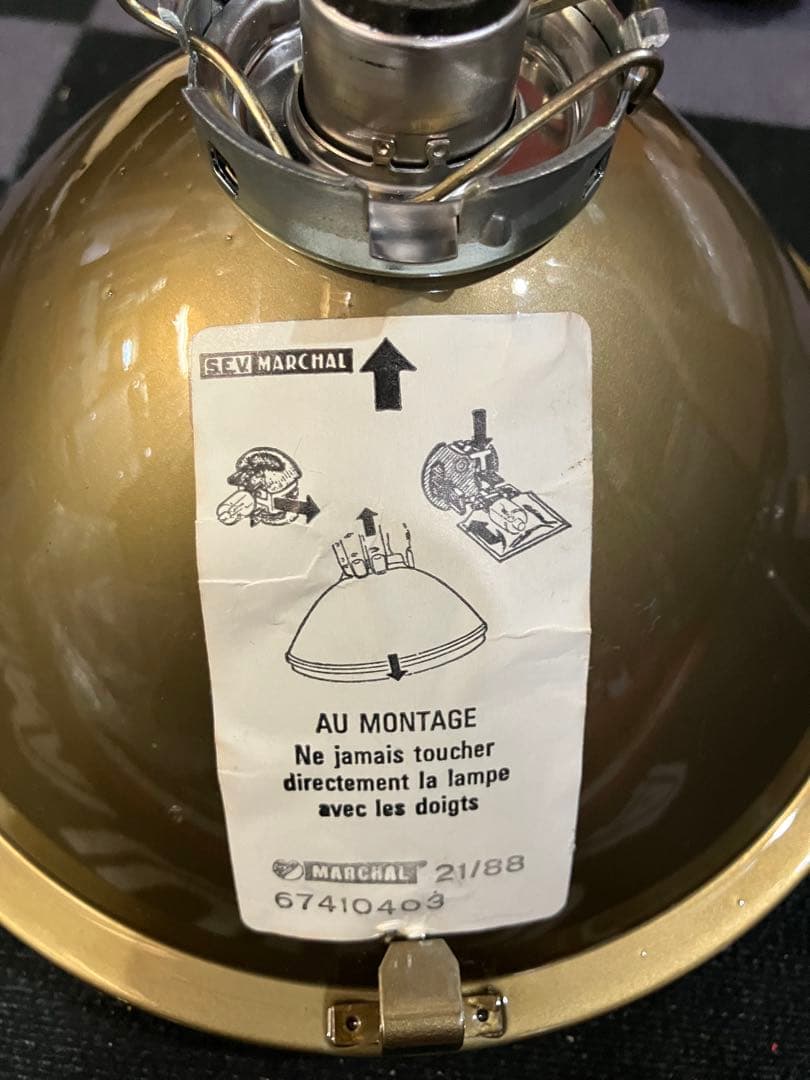 S.E.V. MARCHAL
AU MONTAGE
Ne jamais toucher
directement la lampe
avec les doigts
MARCHAL 21/88
67410403